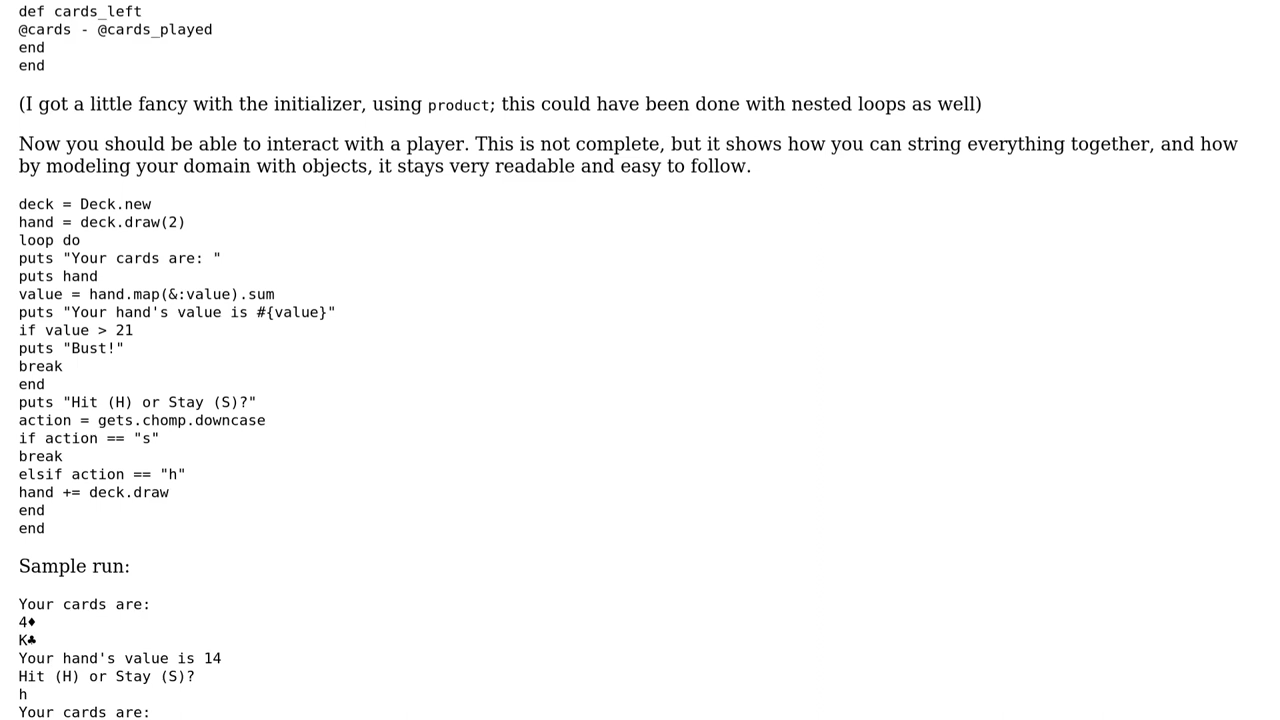 def cards_left
@cards - @cards_played
end
end
(I got a little fancy with the initializer, using product; this could have been done with nested loops as well)
Now you should be able to interact with a player. This is not complete, but it shows how you can string everything together, and how
by modeling your domain with objects, it stays very readable and easy to follow.
deck = Deck.new
hand = deck.draw(2)
loop do
puts "Your cards are: "
puts hand
value = hand.map(&:value).sum
puts "Your hand's value is #{value}"
if value > 21
puts "Bust!"
break
end
puts "Hit (H) or Stay (S)?"
action = gets.chomp.downcase
if action == "s"
break
elsif action == "h"
hand += deck.draw
end
end
Sample run:
Your cards are:
4♦
K♣
Your hand's value is 14
Hit (H) or Stay (S)?
h
Your cards are: